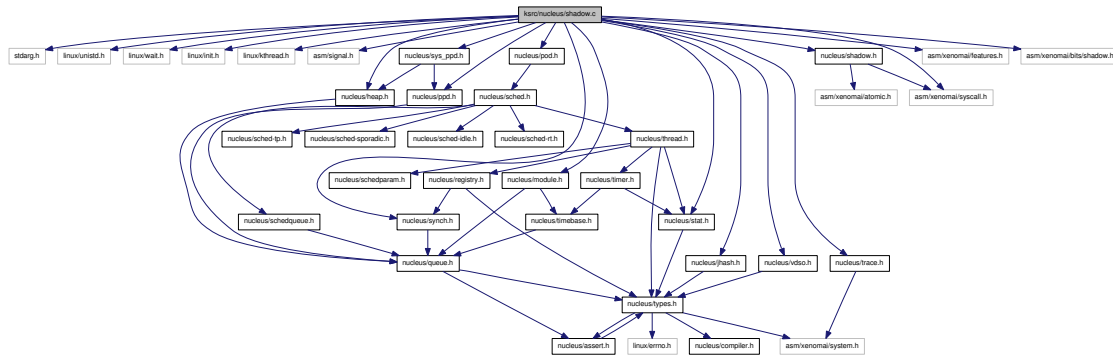 ksrc/nucleus/shadow.c
stdarg.h
linux/unistd.h
linux/wait.h
linux/init.h
linux/kthread.h
asm/signal.h
nucleus/sys_ppd.h
nucleus/pod.h
nucleus/shadow.h
asm/xenomai/features.h
asm/xenomai/bits/shadow.h
nucleus/heap.h
nucleus/ppd.h
nucleus/sched.h
asm/xenomai/atomic.h
asm/xenomai/syscall.h
nucleus/sched-tp.h
nucleus/sched-sporadic.h
nucleus/sched-idle.h
nucleus/sched-rt.h
nucleus/thread.h
nucleus/schedparam.h
nucleus/registry.h
nucleus/module.h
nucleus/timer.h
nucleus/schedqueue.h
nucleus/synch.h
nucleus/timebase.h
nucleus/stat.h
nucleus/queue.h
nucleus/jhash.h
nucleus/vdso.h
nucleus/trace.h
nucleus/types.h
nucleus/assert.h
linux/errno.h
nucleus/compiler.h
asm/xenomai/system.h